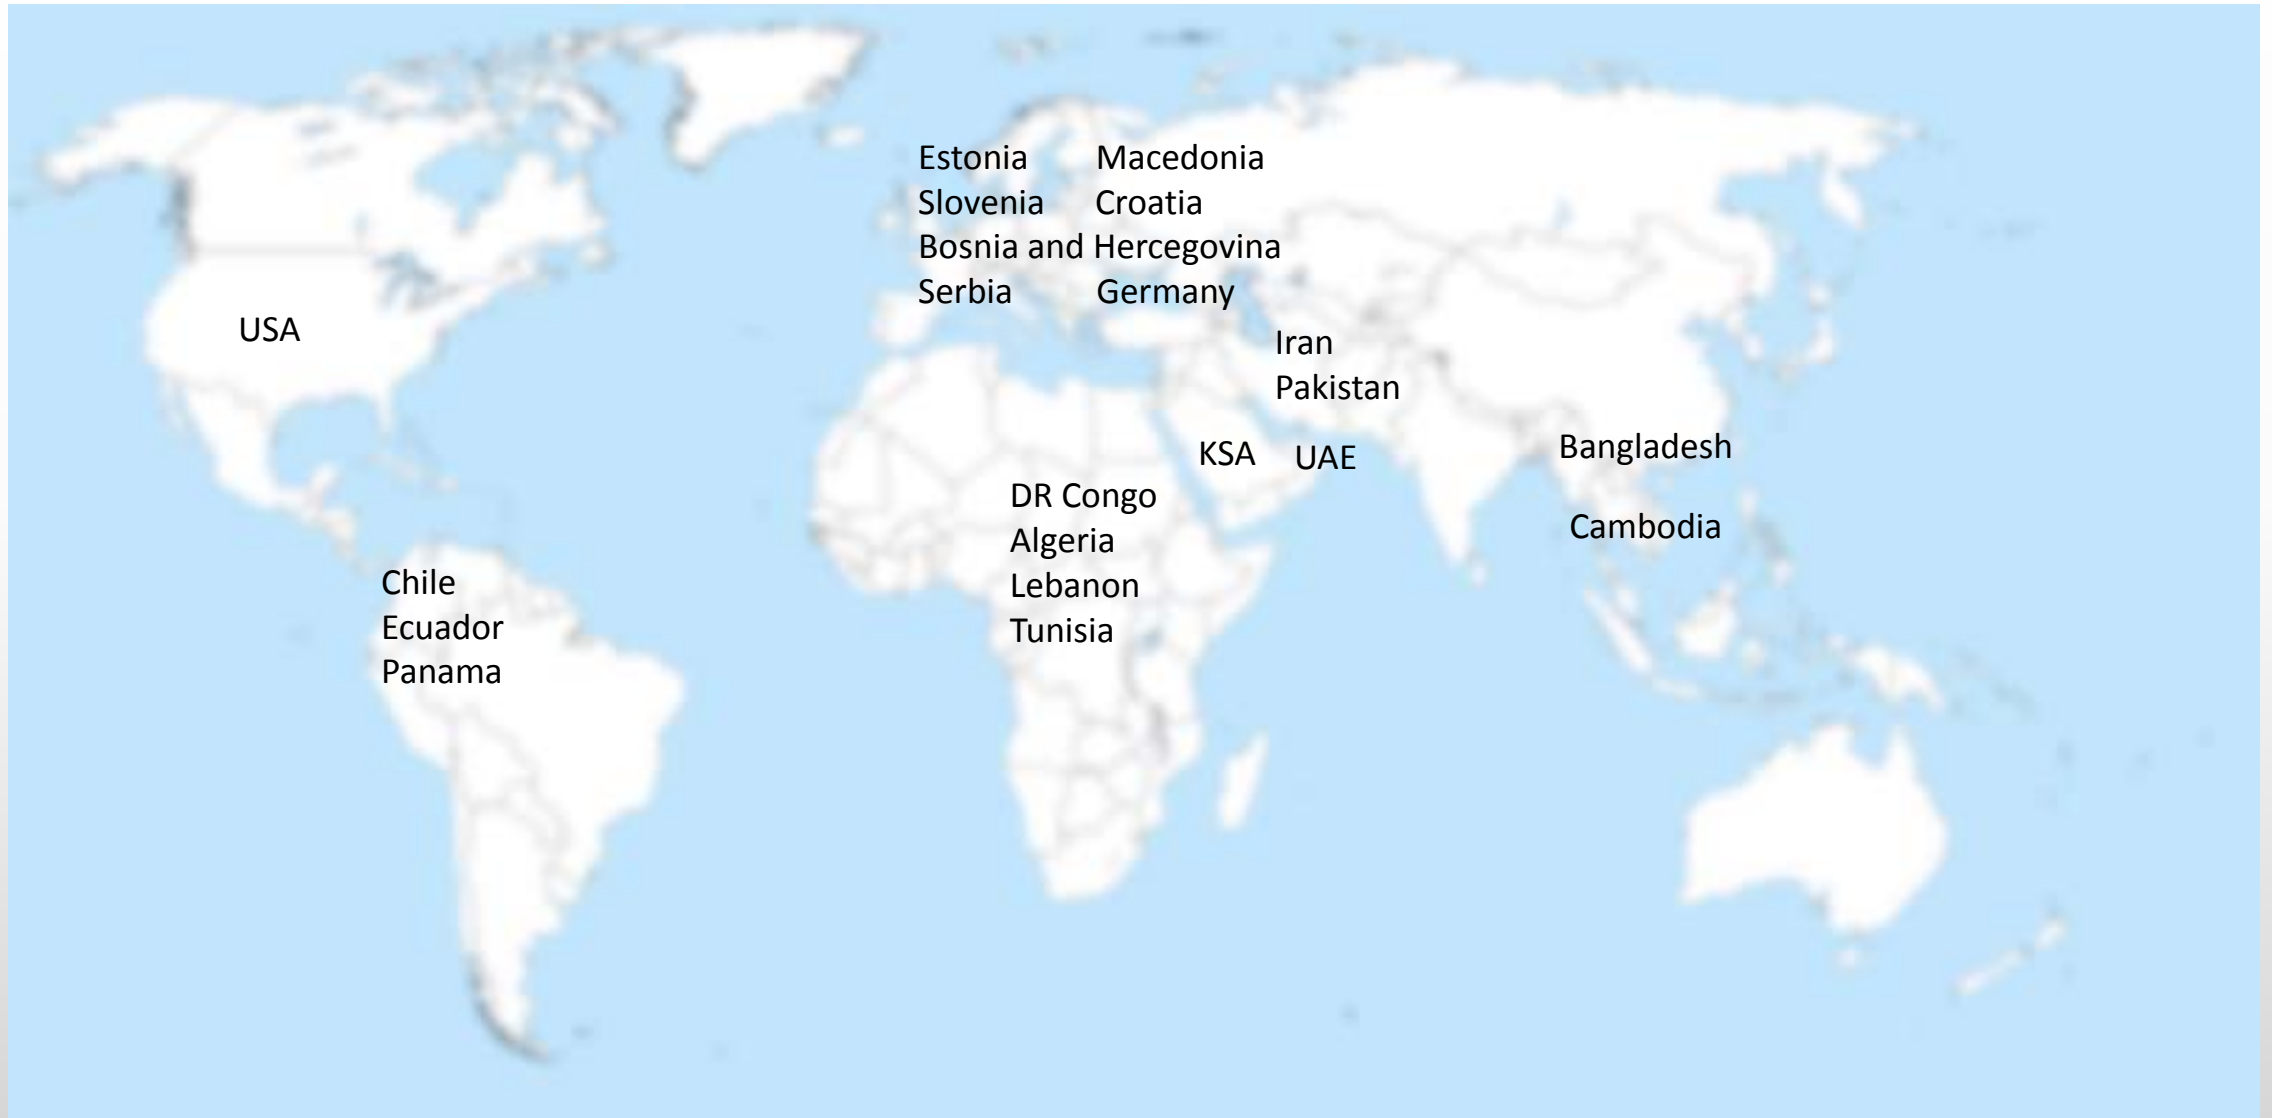 Estonia Macedonia
Slovenia Croatia
Bosnia and Hercegovina
Serbia Germany
USA
Iran
Pakistan
KSA UAE
Bangladesh
DR Congo
Algeria
Lebanon
Tunisia
Cambodia
Chile
Ecuador
Panama